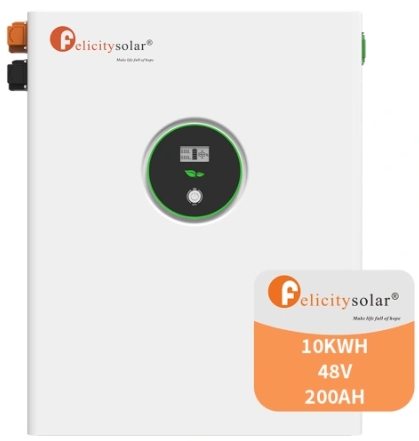 Felicitysolar®
Make life full of hope
Felicitysolar®
Make life full of hope
10KWH
48V
200AH